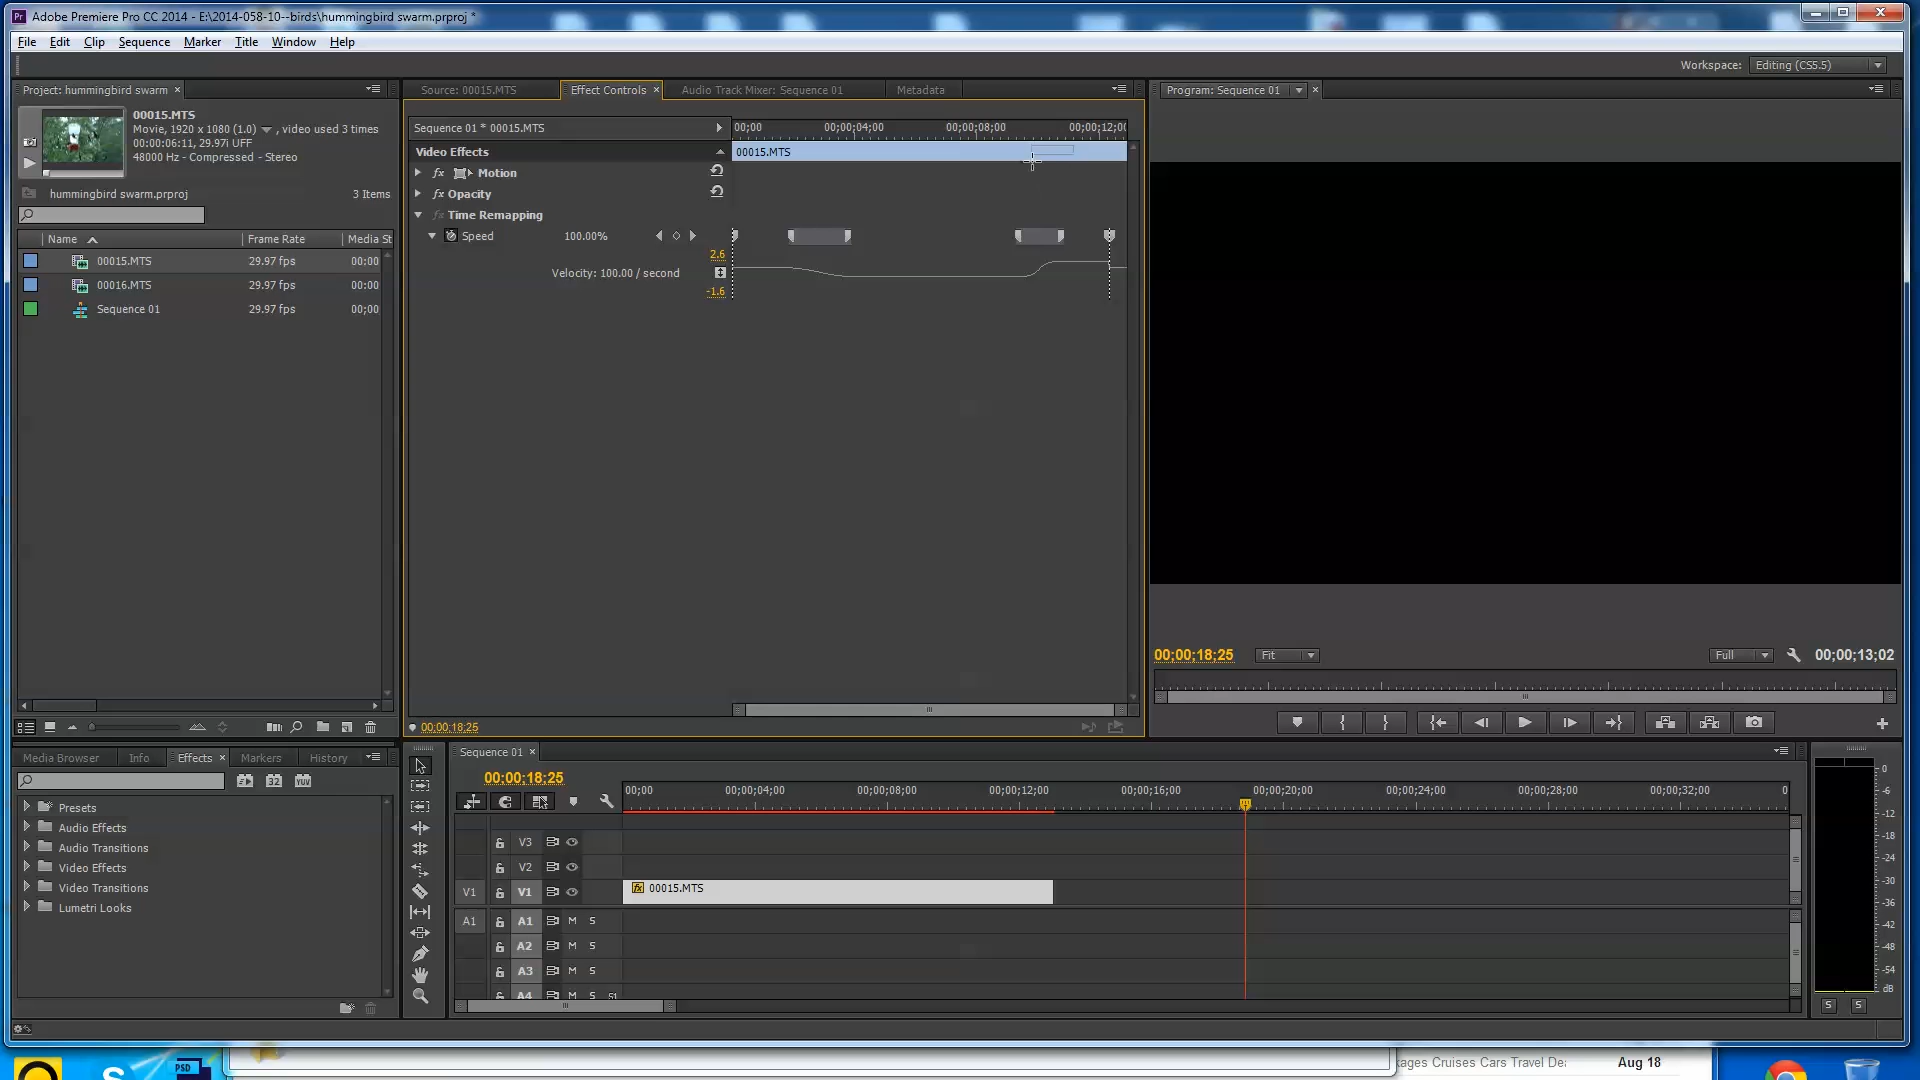 Adobe Premiere Pro CC 2014 - E:\2014-058-10--birds\hummingbird swarm.prproj *
File Edit Clip Sequence Marker Title Window Help
Workspace: Editing (CS5.5)
Project: hummingbird swarm ×
00015.MTS
Movie, 1920 x 1080 (1.0) , video used 3 times
00:00:06:11, 29.97i UFF
48000 Hz - Compressed - Stereo
hummingbird swarm.prproj 3 Items
Name Frame Rate Media St
00015.MTS 29.97 fps 00:00
00016.MTS 29.97 fps 00:00
Sequence 01 29.97 fps 00;00
Source: 00015.MTS Effect Controls × Audio Track Mixer: Sequence 01 Metadata
Sequence 01 * 00015.MTS 00;00 00;00;04;00 00;00;08;00 00;00;12;0
Video Effects 00015.MTS
fx Motion
fx Opacity
fx Time Remapping
Speed 100.00%
2.6
Velocity: 100.00 / second
-1.6
00;00;18;25
Program: Sequence 01 ×
00;00;18;25 Fit Full 00;00;13;02
Media Browser Info Effects × Markers History
32 YUV
Presets
Audio Effects
Audio Transitions
Video Effects
Video Transitions
Lumetri Looks
Sequence 01 ×
00;00;18;25
00;00 00;00;04;00 00;00;08;00 00;00;12;00 00;00;16;00 00;00;20;00 00;00;24;00 00;00;28;00 00;00;32;00 0
V3
V2
V1 V1 fx 00015.MTS
A1 A1 M S
A2 M S
A3 M S
A4 M S 51
0
-6
-12
-18
-24
-30
-36
-42
-48
-54
dB
S S
PSD
kages Cruises Cars Travel Dea Aug 18